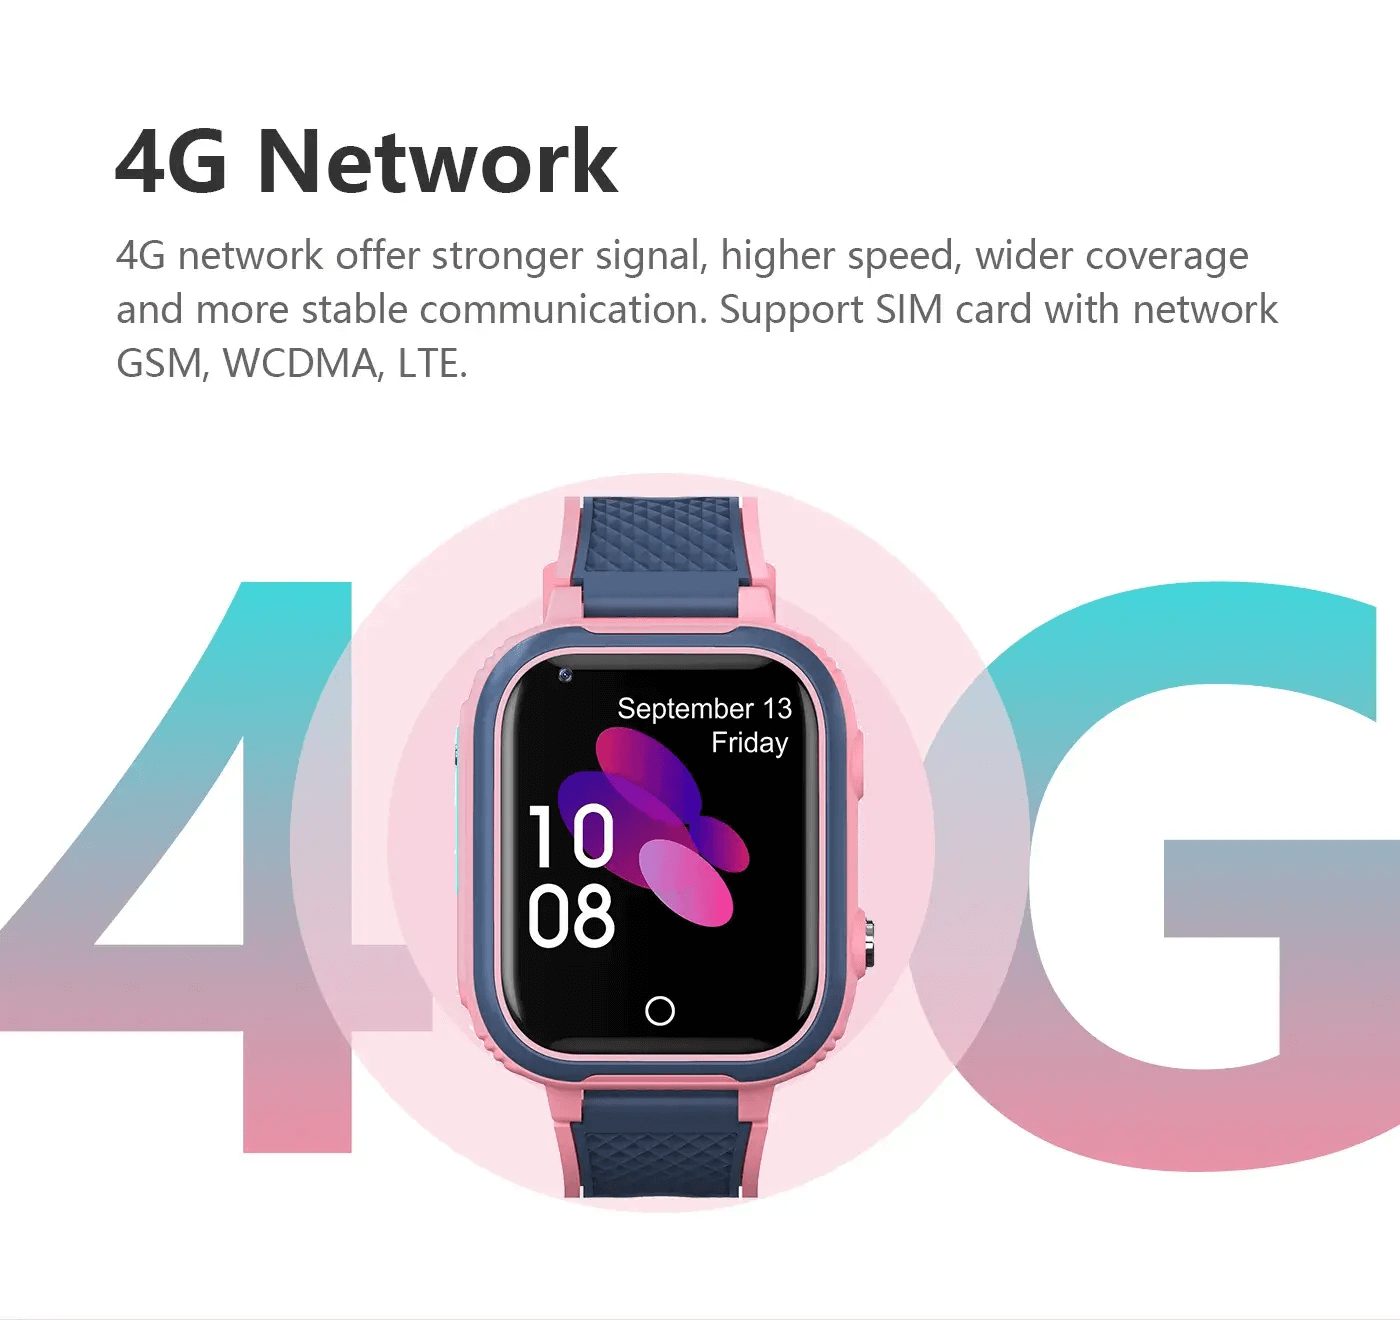 4G Network
4G network offer stronger signal, higher speed, wider coverage
and more stable communication. Support SIM card with network
GSM, WCDMA, LTE.
4G
September 13
Friday
10
08